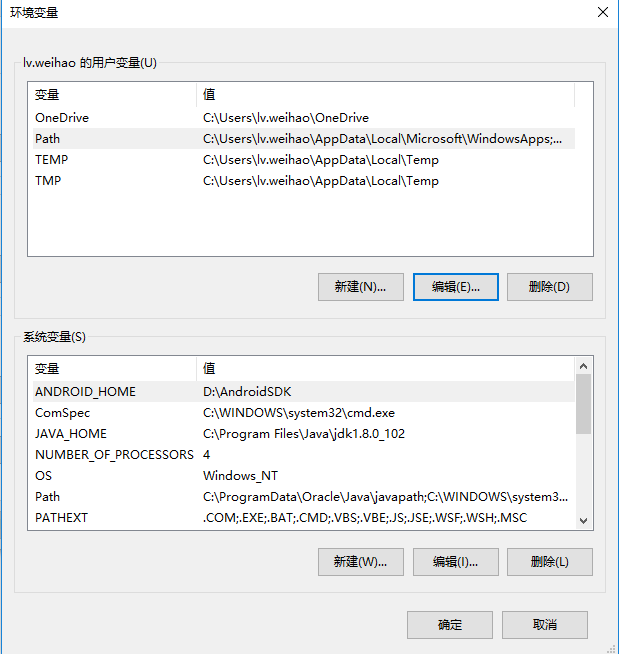 环境变量
lv.weihao 的用户变量(U)
变量 值
OneDrive C:\Users\lv.weihao\OneDrive
Path C:\Users\lv.weihao\AppData\Local\Microsoft\WindowsApps;...
TEMP C:\Users\lv.weihao\AppData\Local\Temp
TMP C:\Users\lv.weihao\AppData\Local\Temp
新建(N)... 编辑(E)... 删除(D)
系统变量(S)
变量 值
ANDROID_HOME D:\AndroidSDK
ComSpec C:\WINDOWS\system32\cmd.exe
JAVA_HOME C:\Program Files\Java\jdk1.8.0_102
NUMBER_OF_PROCESSORS 4
OS Windows_NT
Path C:\ProgramData\Oracle\Java\javapath;C:\WINDOWS\system3...
PATHEXT .COM;.EXE;.BAT;.CMD;.VBS;.VBE;.JS;.JSE;.WSF;.WSH;.MSC
新建(W)... 编辑(I)... 删除(L)
确定 取消